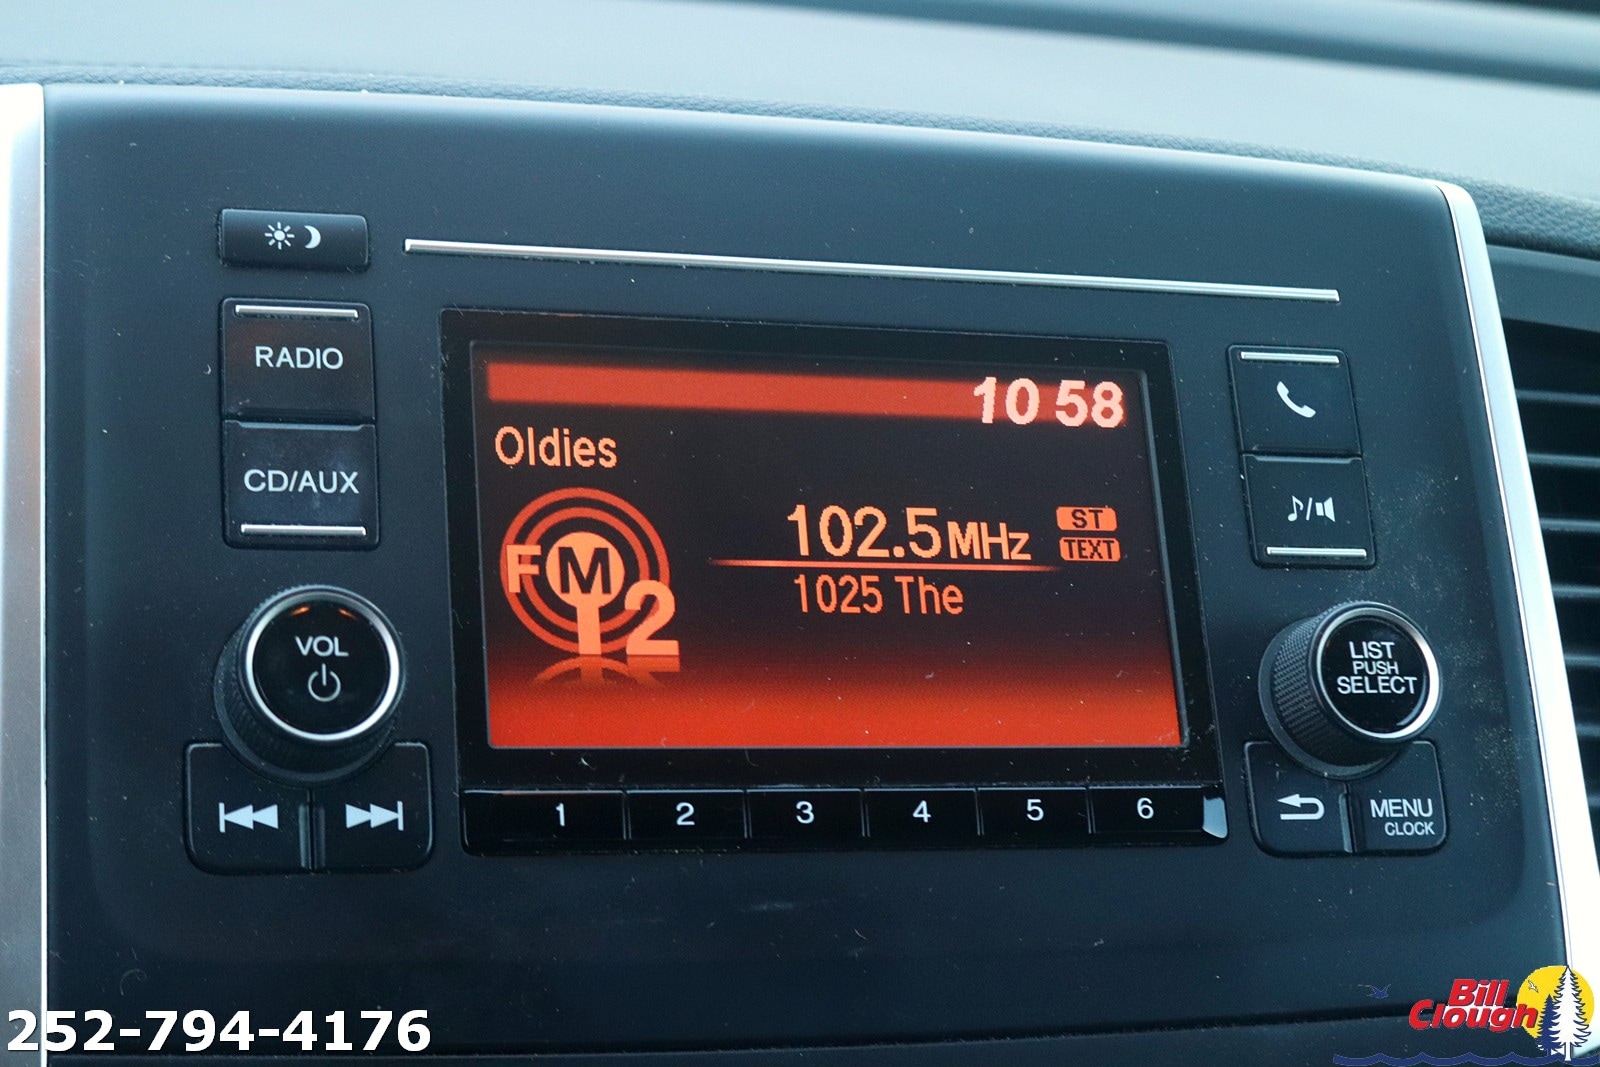 RADIO
CD/AUX
VOL
10 58
Oldies
FM 2
102.5MHz
ST
TEXT
1025 The
LIST
PUSH
SELECT
1 2 3 4 5 6
MENU
CLOCK
252-794-4176
Bill
Clough